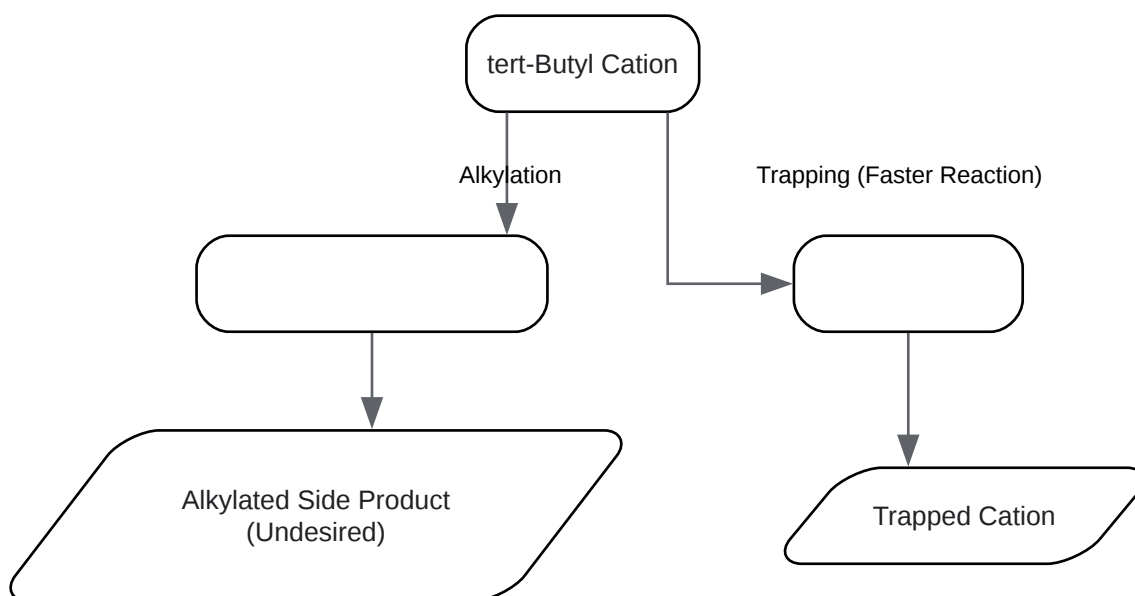 tert-Butyl Cation
Alkylation
Trapping (Faster Reaction)
Alkylated Side Product
(Undesired)
Trapped Cation